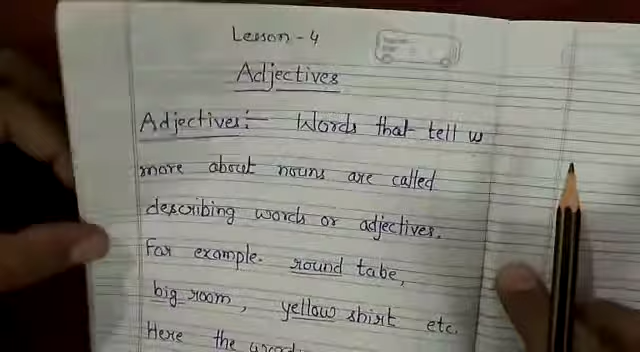 Lesson-4
Adjectives
Adjectives:- Words that tell us
more about nouns are called
describing words or adjectives.
For example. round tabe,
big room, yellow shirt etc.
Here the words